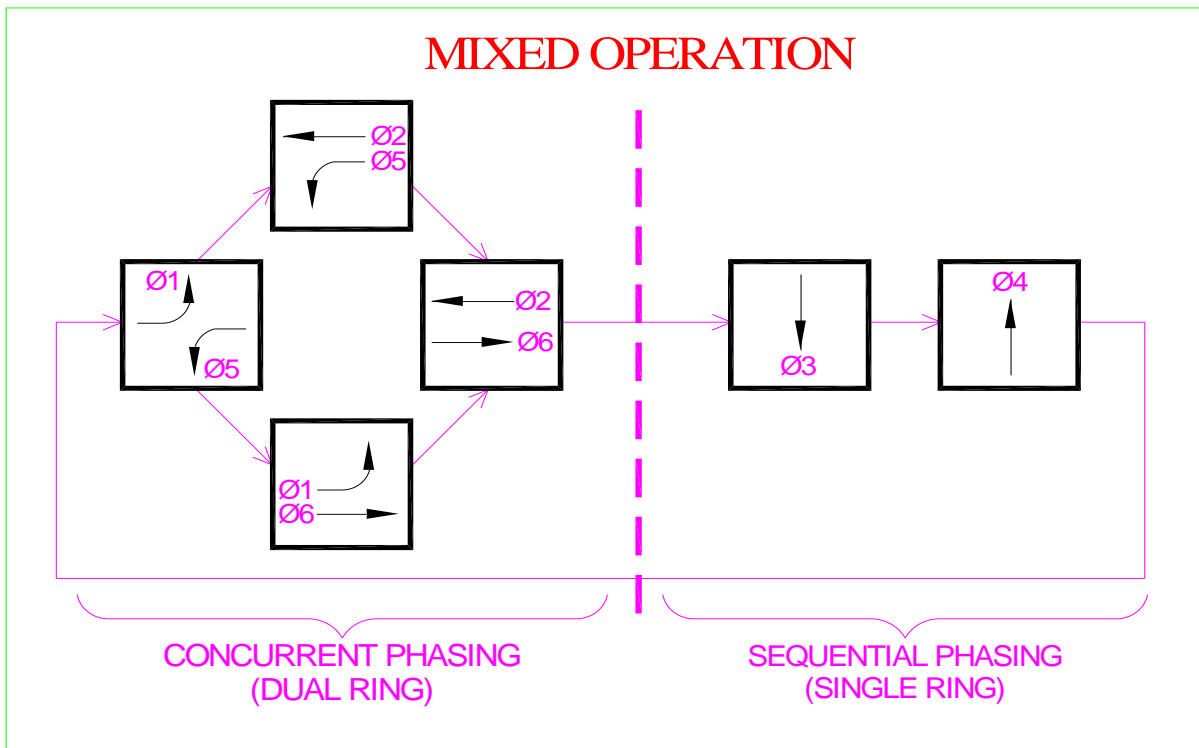 MIXED OPERATION
Ø2
Ø5
Ø1
Ø5
Ø2
Ø6
Ø1
Ø6
Ø3
Ø4
CONCURRENT PHASING
(DUAL RING)
SEQUENTIAL PHASING
(SINGLE RING)